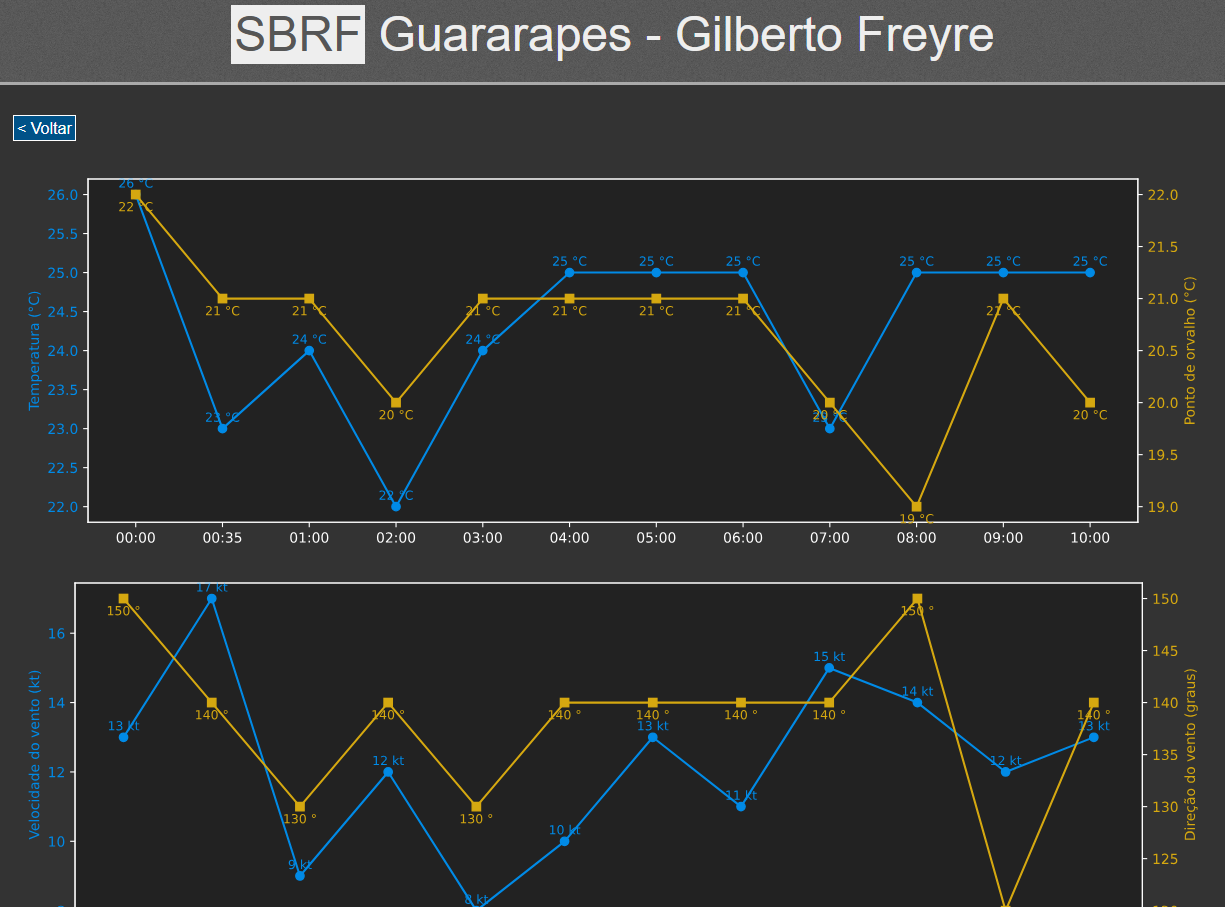 SBRF Guararapes - Gilberto Freyre
< Voltar
26 °C
26.0 22 °C 22.0
25.5 21.5
25 °C 25 °C 25 °C 25 °C 25 °C 25 °C
25.0
21.0
24.5 21 °C 21 °C 21 °C 21 °C 21 °C 21 °C 21 °C
24 °C 24 °C
24.0 20.5
Temperatura (°C)
Ponto de orvalho (°C)
23.5
20.0
23 °C 20 °C 20 °C 20 °C
23.0
22.5 19.5
22 °C
22.0 19.0
19 °C
00:00 00:35 01:00 02:00 03:00 04:00 05:00 06:00 07:00 08:00 09:00 10:00
17 kt
150
150 ° 150 °
16
15 kt 145
14 kt
14 140
140 ° 140 ° 140 ° 140 ° 140 ° 140 ° 140 °
13 kt 13 kt 13 kt
Velocidade do vento (kt)
Direção do vento (graus)
12 kt 12 kt 135
12
11 kt
130
130 ° 130 °
10 kt
10
125
9 kt
8 kt